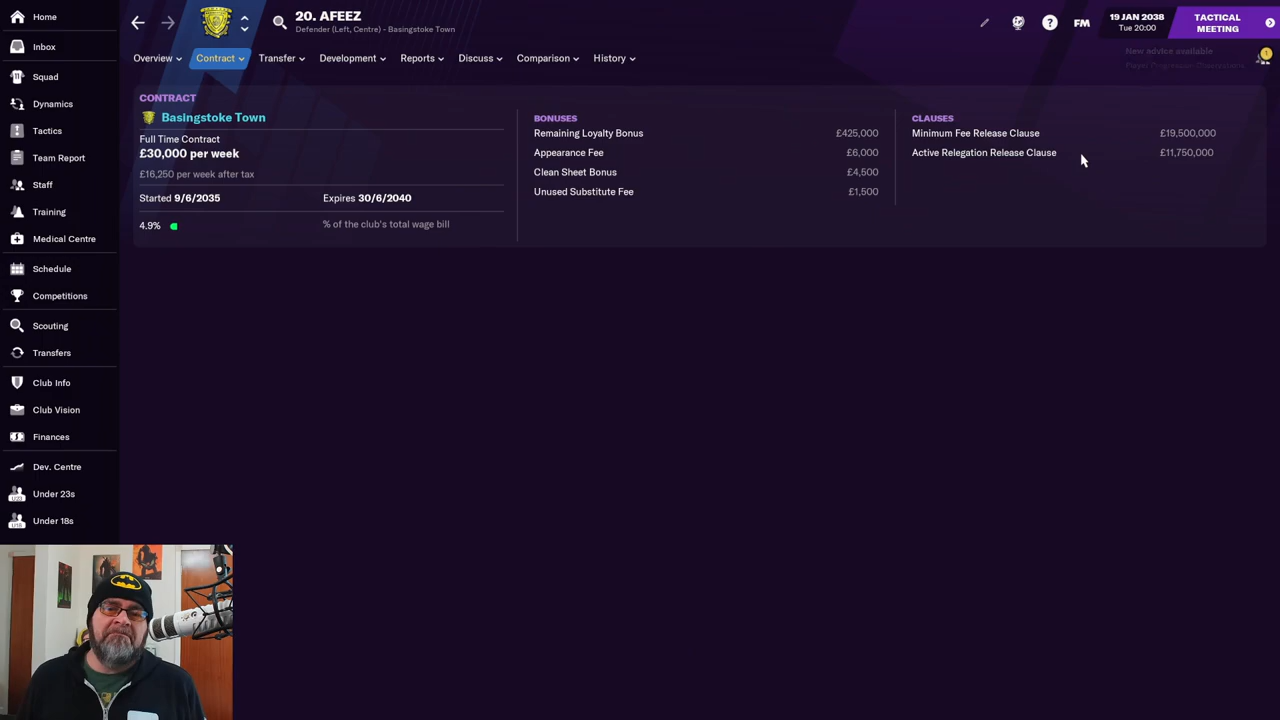 Home
Inbox
Squad
Dynamics
Tactics
Team Report
Staff
Training
Medical Centre
Schedule
Competitions
Scouting
Transfers
Club Info
Club Vision
Finances
Dev. Centre
Under 23s
Under 18s
20. AFEEZ
Defender (Left, Centre) - Basingstoke Town
FM
19 JAN 2038
Tue 20:00
TACTICAL
MEETING
New advice available
1
Overview
Contract
Transfer
Development
Reports
Discuss
Comparison
History
CONTRACT
Basingstoke Town
Full Time Contract
£30,000 per week
£16,250 per week after tax
Started 9/6/2035 Expires 30/6/2040
4.9% % of the club's total wage bill
BONUSES
Remaining Loyalty Bonus £425,000
Appearance Fee £6,000
Clean Sheet Bonus £4,500
Unused Substitute Fee £1,500
CLAUSES
Minimum Fee Release Clause £19,500,000
Active Relegation Release Clause £11,750,000